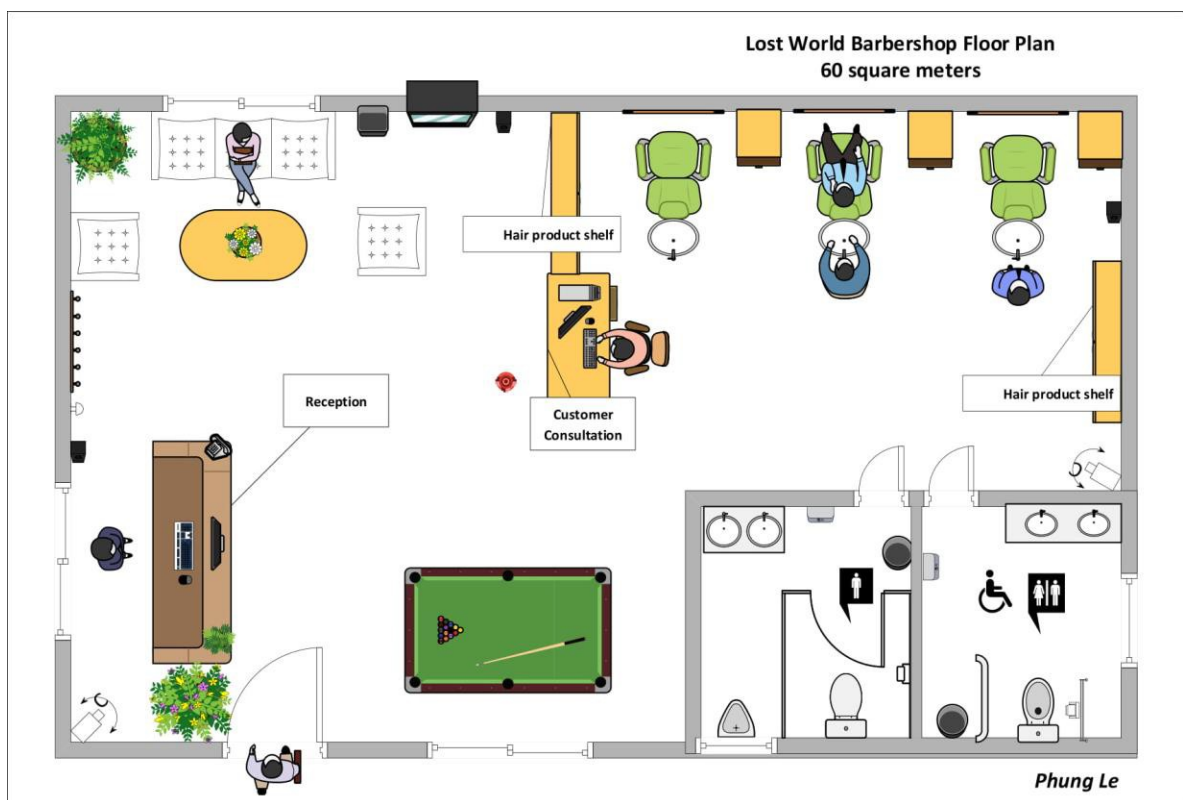 Lost World Barbershop Floor Plan
60 square meters
Hair product shelf
Hair product shelf
Reception
Customer
Consultation
Phung Le